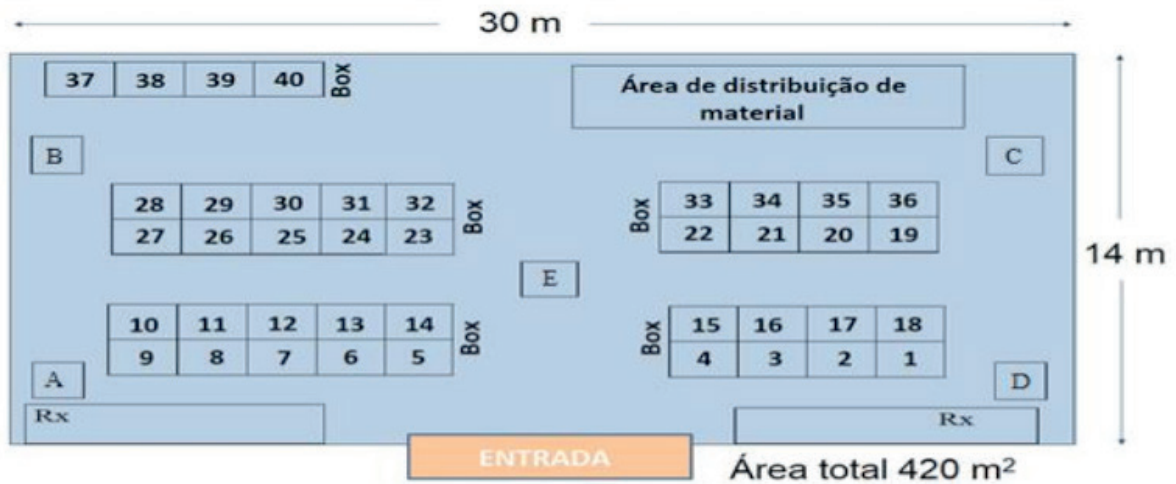 30 m
37 38 39 40 Box
Área de distribuição de
material
B
C
28 29 30 31 32
27 26 25 24 23
Box
Box
33 34 35 36
22 21 20 19
14 m
E
10 11 12 13 14
9 8 7 6 5
Box
Box
15 16 17 18
4 3 2 1
A
D
Rx
Rx
ENTRADA
Área total 420 m²